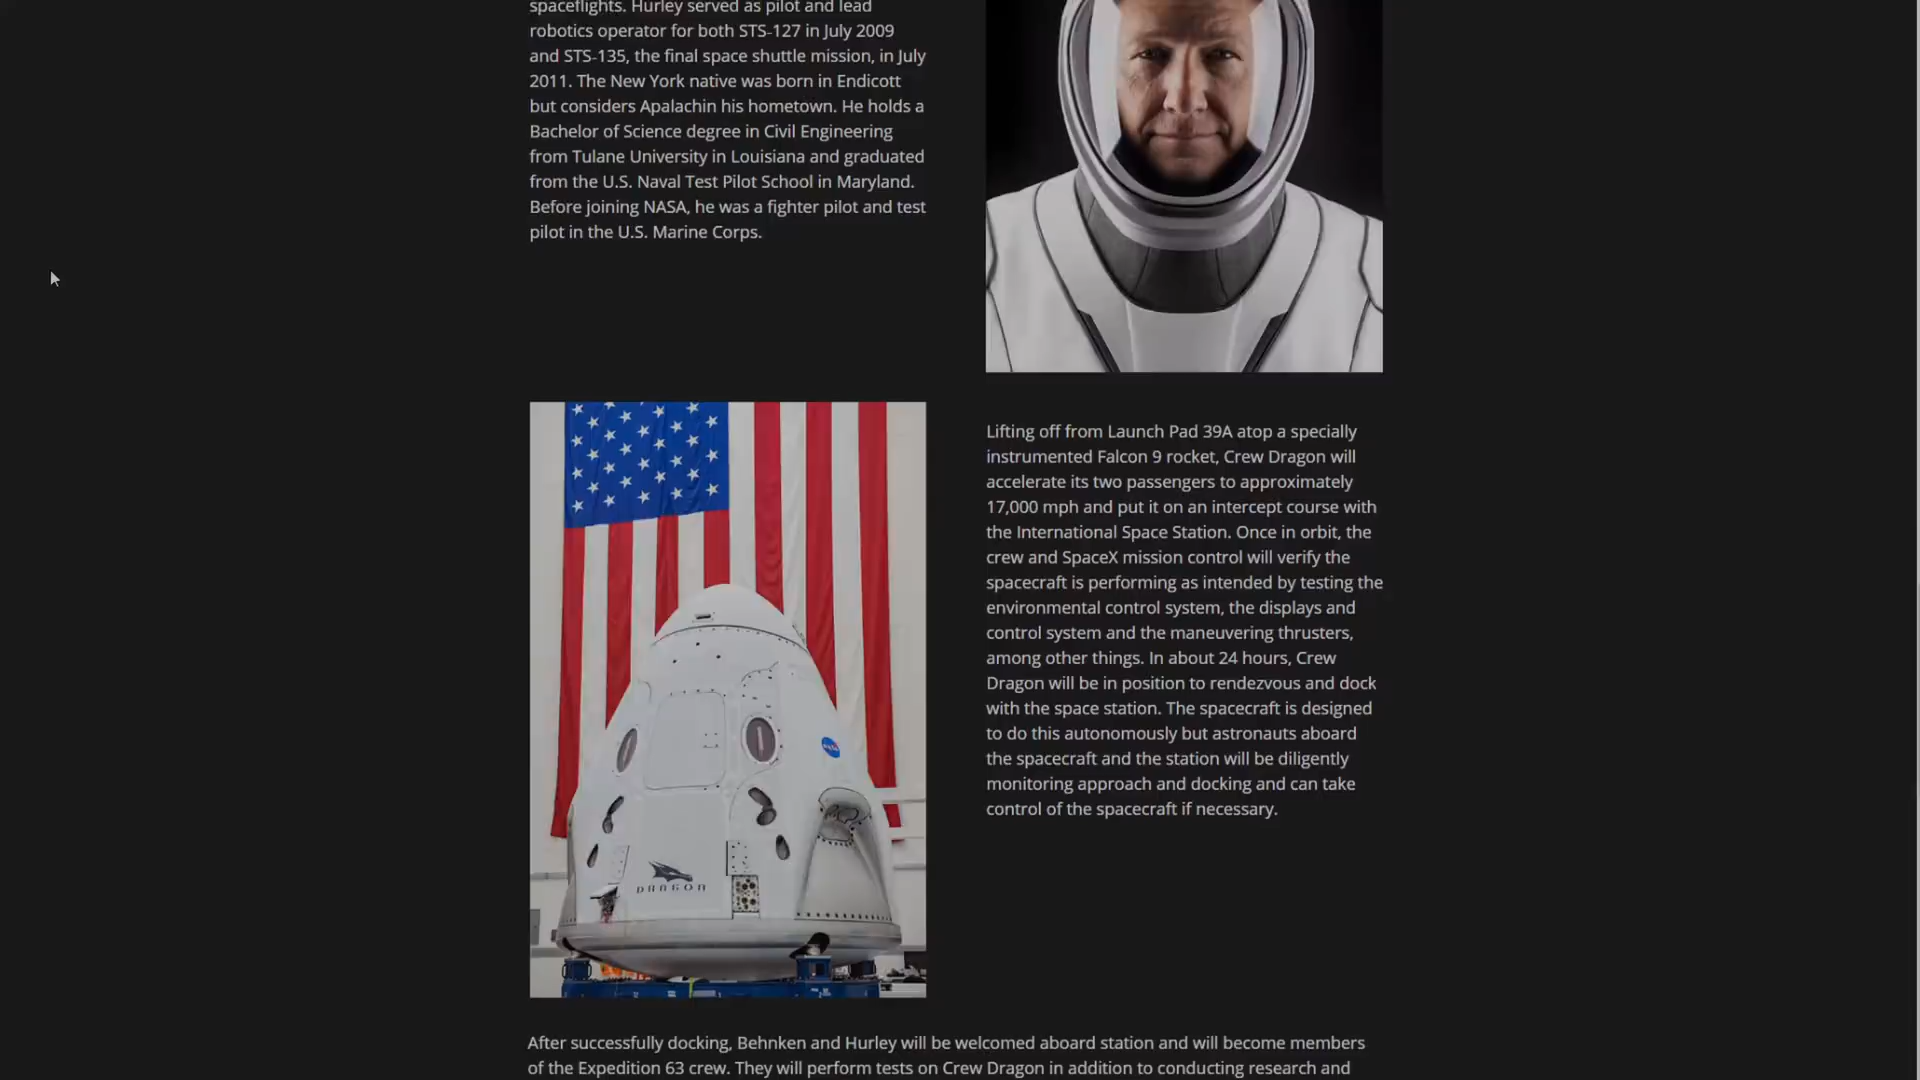 spaceflights. Hurley served as pilot and lead
robotics operator for both STS-127 in July 2009
and STS-135, the final space shuttle mission, in July
2011. The New York native was born in Endicott
but considers Apalachin his hometown. He holds a
Bachelor of Science degree in Civil Engineering
from Tulane University in Louisiana and graduated
from the U.S. Naval Test Pilot School in Maryland.
Before joining NASA, he was a fighter pilot and test
pilot in the U.S. Marine Corps.
DRAGON
Lifting off from Launch Pad 39A atop a specially
instrumented Falcon 9 rocket, Crew Dragon will
accelerate its two passengers to approximately
17,000 mph and put it on an intercept course with
the International Space Station. Once in orbit, the
crew and SpaceX mission control will verify the
spacecraft is performing as intended by testing the
environmental control system, the displays and
control system and the maneuvering thrusters,
among other things. In about 24 hours, Crew
Dragon will be in position to rendezvous and dock
with the space station. The spacecraft is designed
to do this autonomously but astronauts aboard
the spacecraft and the station will be diligently
monitoring approach and docking and can take
control of the spacecraft if necessary.
After successfully docking, Behnken and Hurley will be welcomed aboard station and will become members
of the Expedition 63 crew. They will perform tests on Crew Dragon in addition to conducting research and